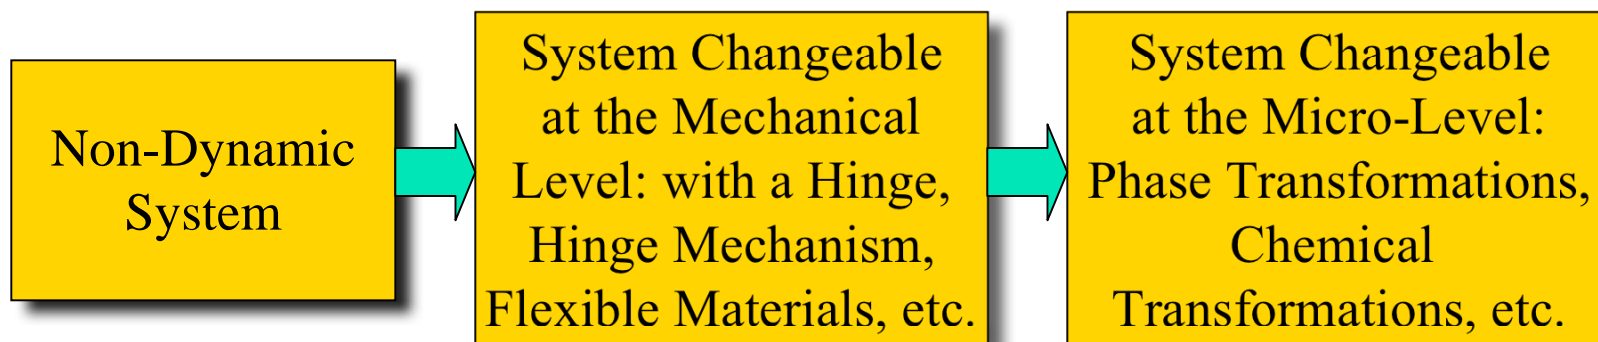 Non-Dynamic
System
System Changeable
at the Mechanical
Level: with a Hinge,
Hinge Mechanism,
Flexible Materials, etc.
System Changeable
at the Micro-Level:
Phase Transformations,
Chemical
Transformations, etc.